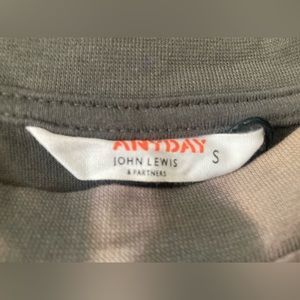 ANYDAY
JOHN LEWIS
& PARTNERS
S